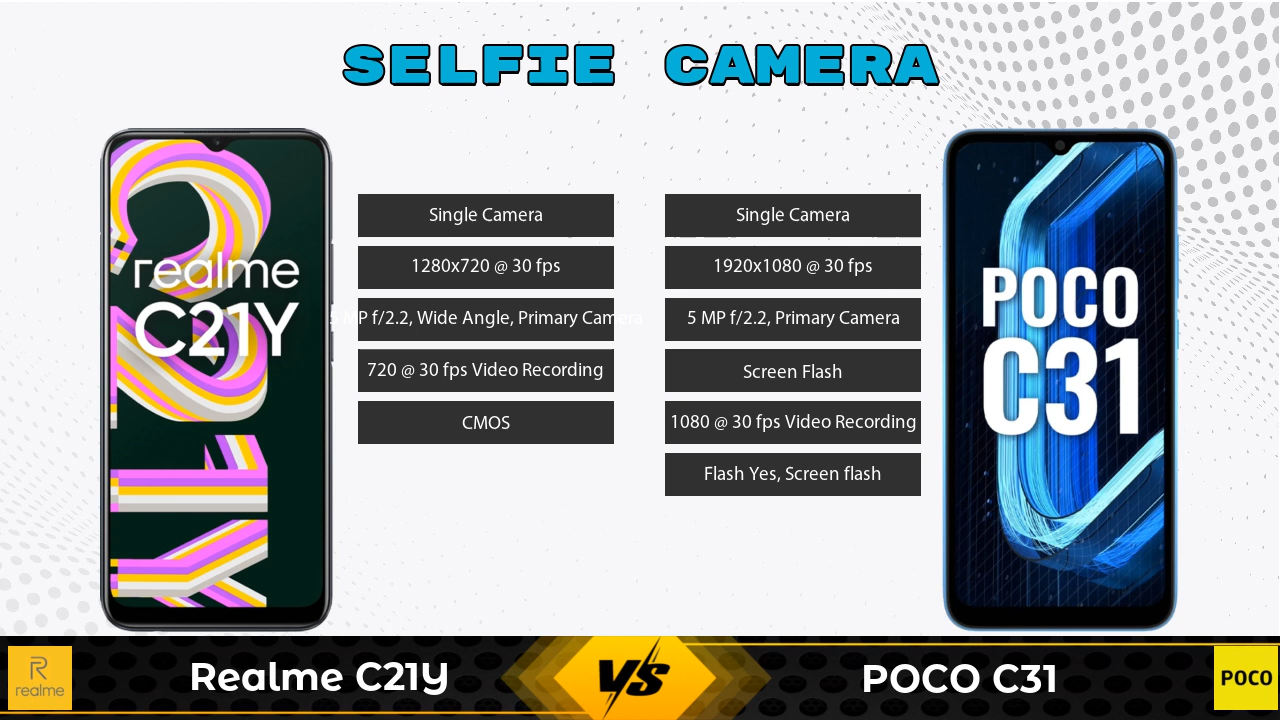 SELFIE CAMERA
realme
C21Y
Single Camera
1280x720 @ 30 fps
5 MP f/2.2, Wide Angle, Primary Camera
720 @ 30 fps Video Recording
CMOS
Single Camera
1920x1080 @ 30 fps
5 MP f/2.2, Primary Camera
Screen Flash
1080 @ 30 fps Video Recording
Flash Yes, Screen flash
POCO
C31
C21Y
R
realme
Realme C21Y
VS
POCO C31
POCO